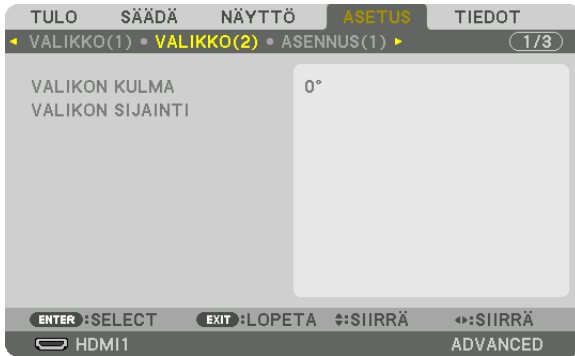 TULO SÄÄDÄ NÄYTTÖ ASETUS TIEDOT
VALIKKO(1) • VALIKKO(2) • ASENNUS(1) 1/3
VALIKON KULMA 0°
VALIKON SIJAINTI
ENTER :SELECT EXIT :LOPETA :SIIRRÄ :SIIRRÄ
HDMI1 ADVANCED